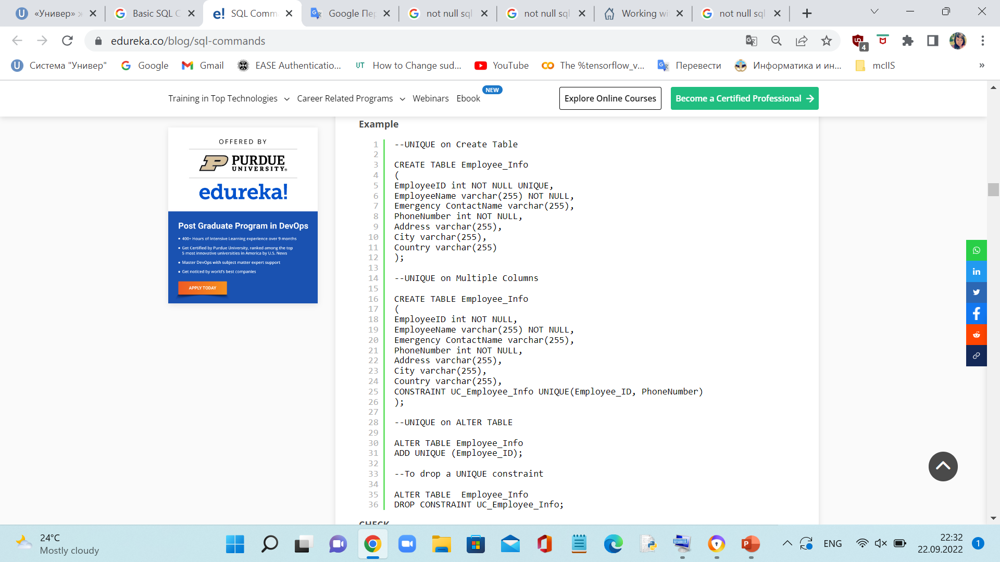 «Универ»
Basic SQL C
SQL Comm
Google Пер
not null sql
not null sql
Working wi
not null sql
edureka.co/blog/sql-commands
4
Система "Универ"
Google
Gmail
EASE Authenticatio...
UT How to Change sud...
YouTube
The %tensorflow_v...
Перевести
Информатика и ин...
mcIIS
»
Training in Top Technologies
Career Related Programs
Webinars
Ebook
NEW
Explore Online Courses
Become a Certified Professional
OFFERED BY
PURDUE
UNIVERSITY®
edureka!
Post Graduate Program in DevOps
• 400+ Hours of Intensive Learning experience over 9 months
• Get Certified by Purdue University, ranked among the top
5 most innovative universities in America by U.S. News
• Master DevOps with subject matter expert support
• Get noticed by world's best companies
APPLY TODAY
Example
1 --UNIQUE on Create Table
2
3 CREATE TABLE Employee_Info
4 (
5 EmployeeID int NOT NULL UNIQUE,
6 EmployeeName varchar(255) NOT NULL,
7 Emergency ContactName varchar(255),
8 PhoneNumber int NOT NULL,
9 Address varchar(255),
10 City varchar(255),
11 Country varchar(255)
12 );
13
14 --UNIQUE on Multiple Columns
15
16 CREATE TABLE Employee_Info
17 (
18 EmployeeID int NOT NULL,
19 EmployeeName varchar(255) NOT NULL,
20 Emergency ContactName varchar(255),
21 PhoneNumber int NOT NULL,
22 Address varchar(255),
23 City varchar(255),
24 Country varchar(255),
25 CONSTRAINT UC_Employee_Info UNIQUE(Employee_ID, PhoneNumber)
26 );
27
28 --UNIQUE on ALTER TABLE
29
30 ALTER TABLE Employee_Info
31 ADD UNIQUE (Employee_ID);
32
33 --To drop a UNIQUE constraint
34
35 ALTER TABLE  Employee_Info
36 DROP CONSTRAINT UC_Employee_Info;
CHECK
24°C
Mostly cloudy
ENG
22:32
22.09.2022
1